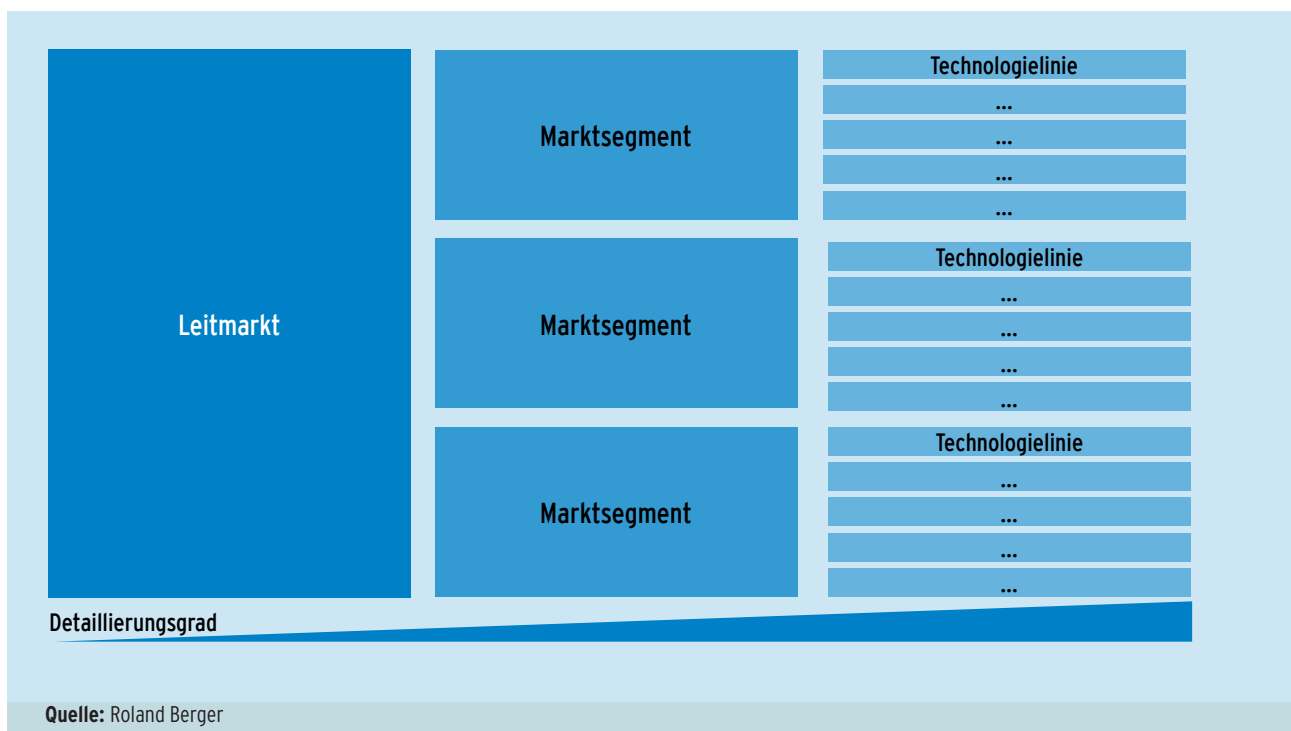 Leitmarkt
Marktsegment
Technologielinie
...
...
...
...
Marktsegment
Technologielinie
...
...
...
...
Marktsegment
Technologielinie
...
...
...
...
Detaillierungsgrad
Quelle: Roland Berger